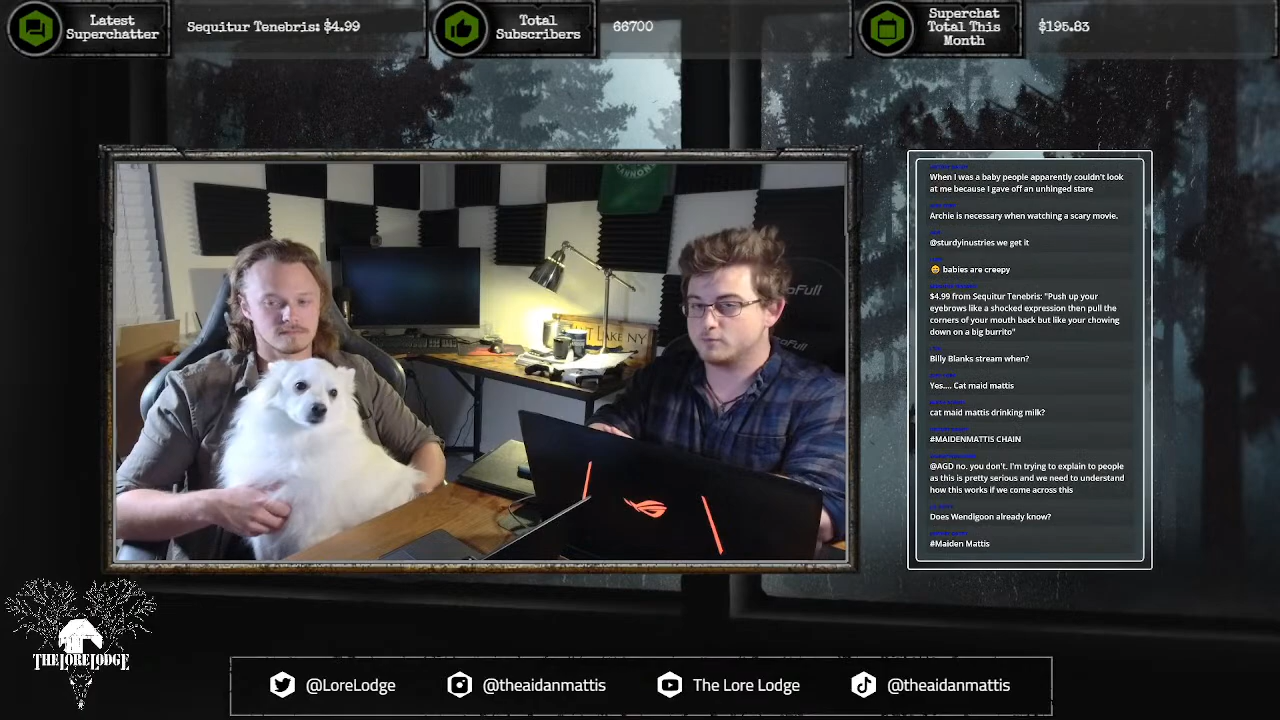 Latest
Superchatter
Sequitur Tenebris: $4.99
Total
Subscribers
66700
Superchat
Total This
Month
$195.83
When I was a baby people apparently couldn't look
at me because I gave off an unhinged stare
Archie is necessary when watching a scary movie.
@sturdyinustries we get it
😐 babies are creepy
$4.99 from Sequitur Tenebris: "Push up your
eyebrows like a shocked expression then pull the
corners of your mouth back but like your chowing
down on a big burrito"
Billy Blanks stream when?
Yes.... Cat maid mattis
cat maid mattis drinking milk?
#MAIDENMATTIS CHAIN
@AGD no. you don't. I'm trying to explain to people
as this is pretty serious and we need to understand
how this works if we come across this
Does Wendigoon already know?
#Maiden Mattis
LAKE NY
THE LORE LODGE
@LoreLodge
@theaidanmattis
The Lore Lodge
@theaidanmattis